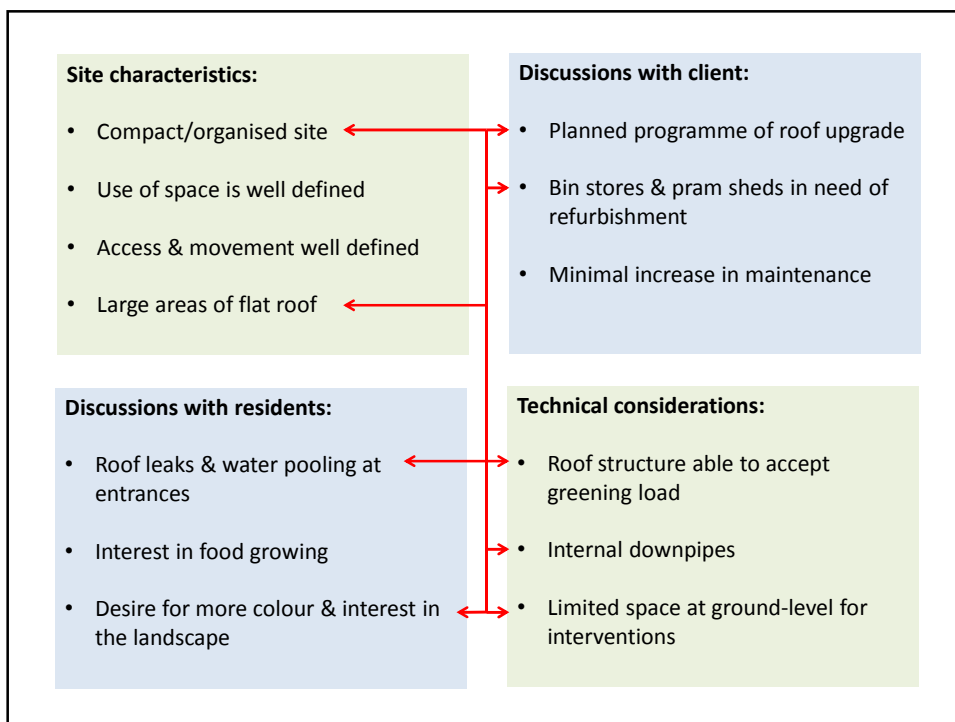 Site characteristics:
• Compact/organised site
• Use of space is well defined
• Access & movement well defined
• Large areas of flat roof
Discussions with client:
• Planned programme of roof upgrade
• Bin stores & pram sheds in need of
refurbishment
• Minimal increase in maintenance
Discussions with residents:
• Roof leaks & water pooling at
entrances
• Interest in food growing
• Desire for more colour & interest in
the landscape
Technical considerations:
• Roof structure able to accept
greening load
• Internal downpipes
• Limited space at ground-level for
interventions